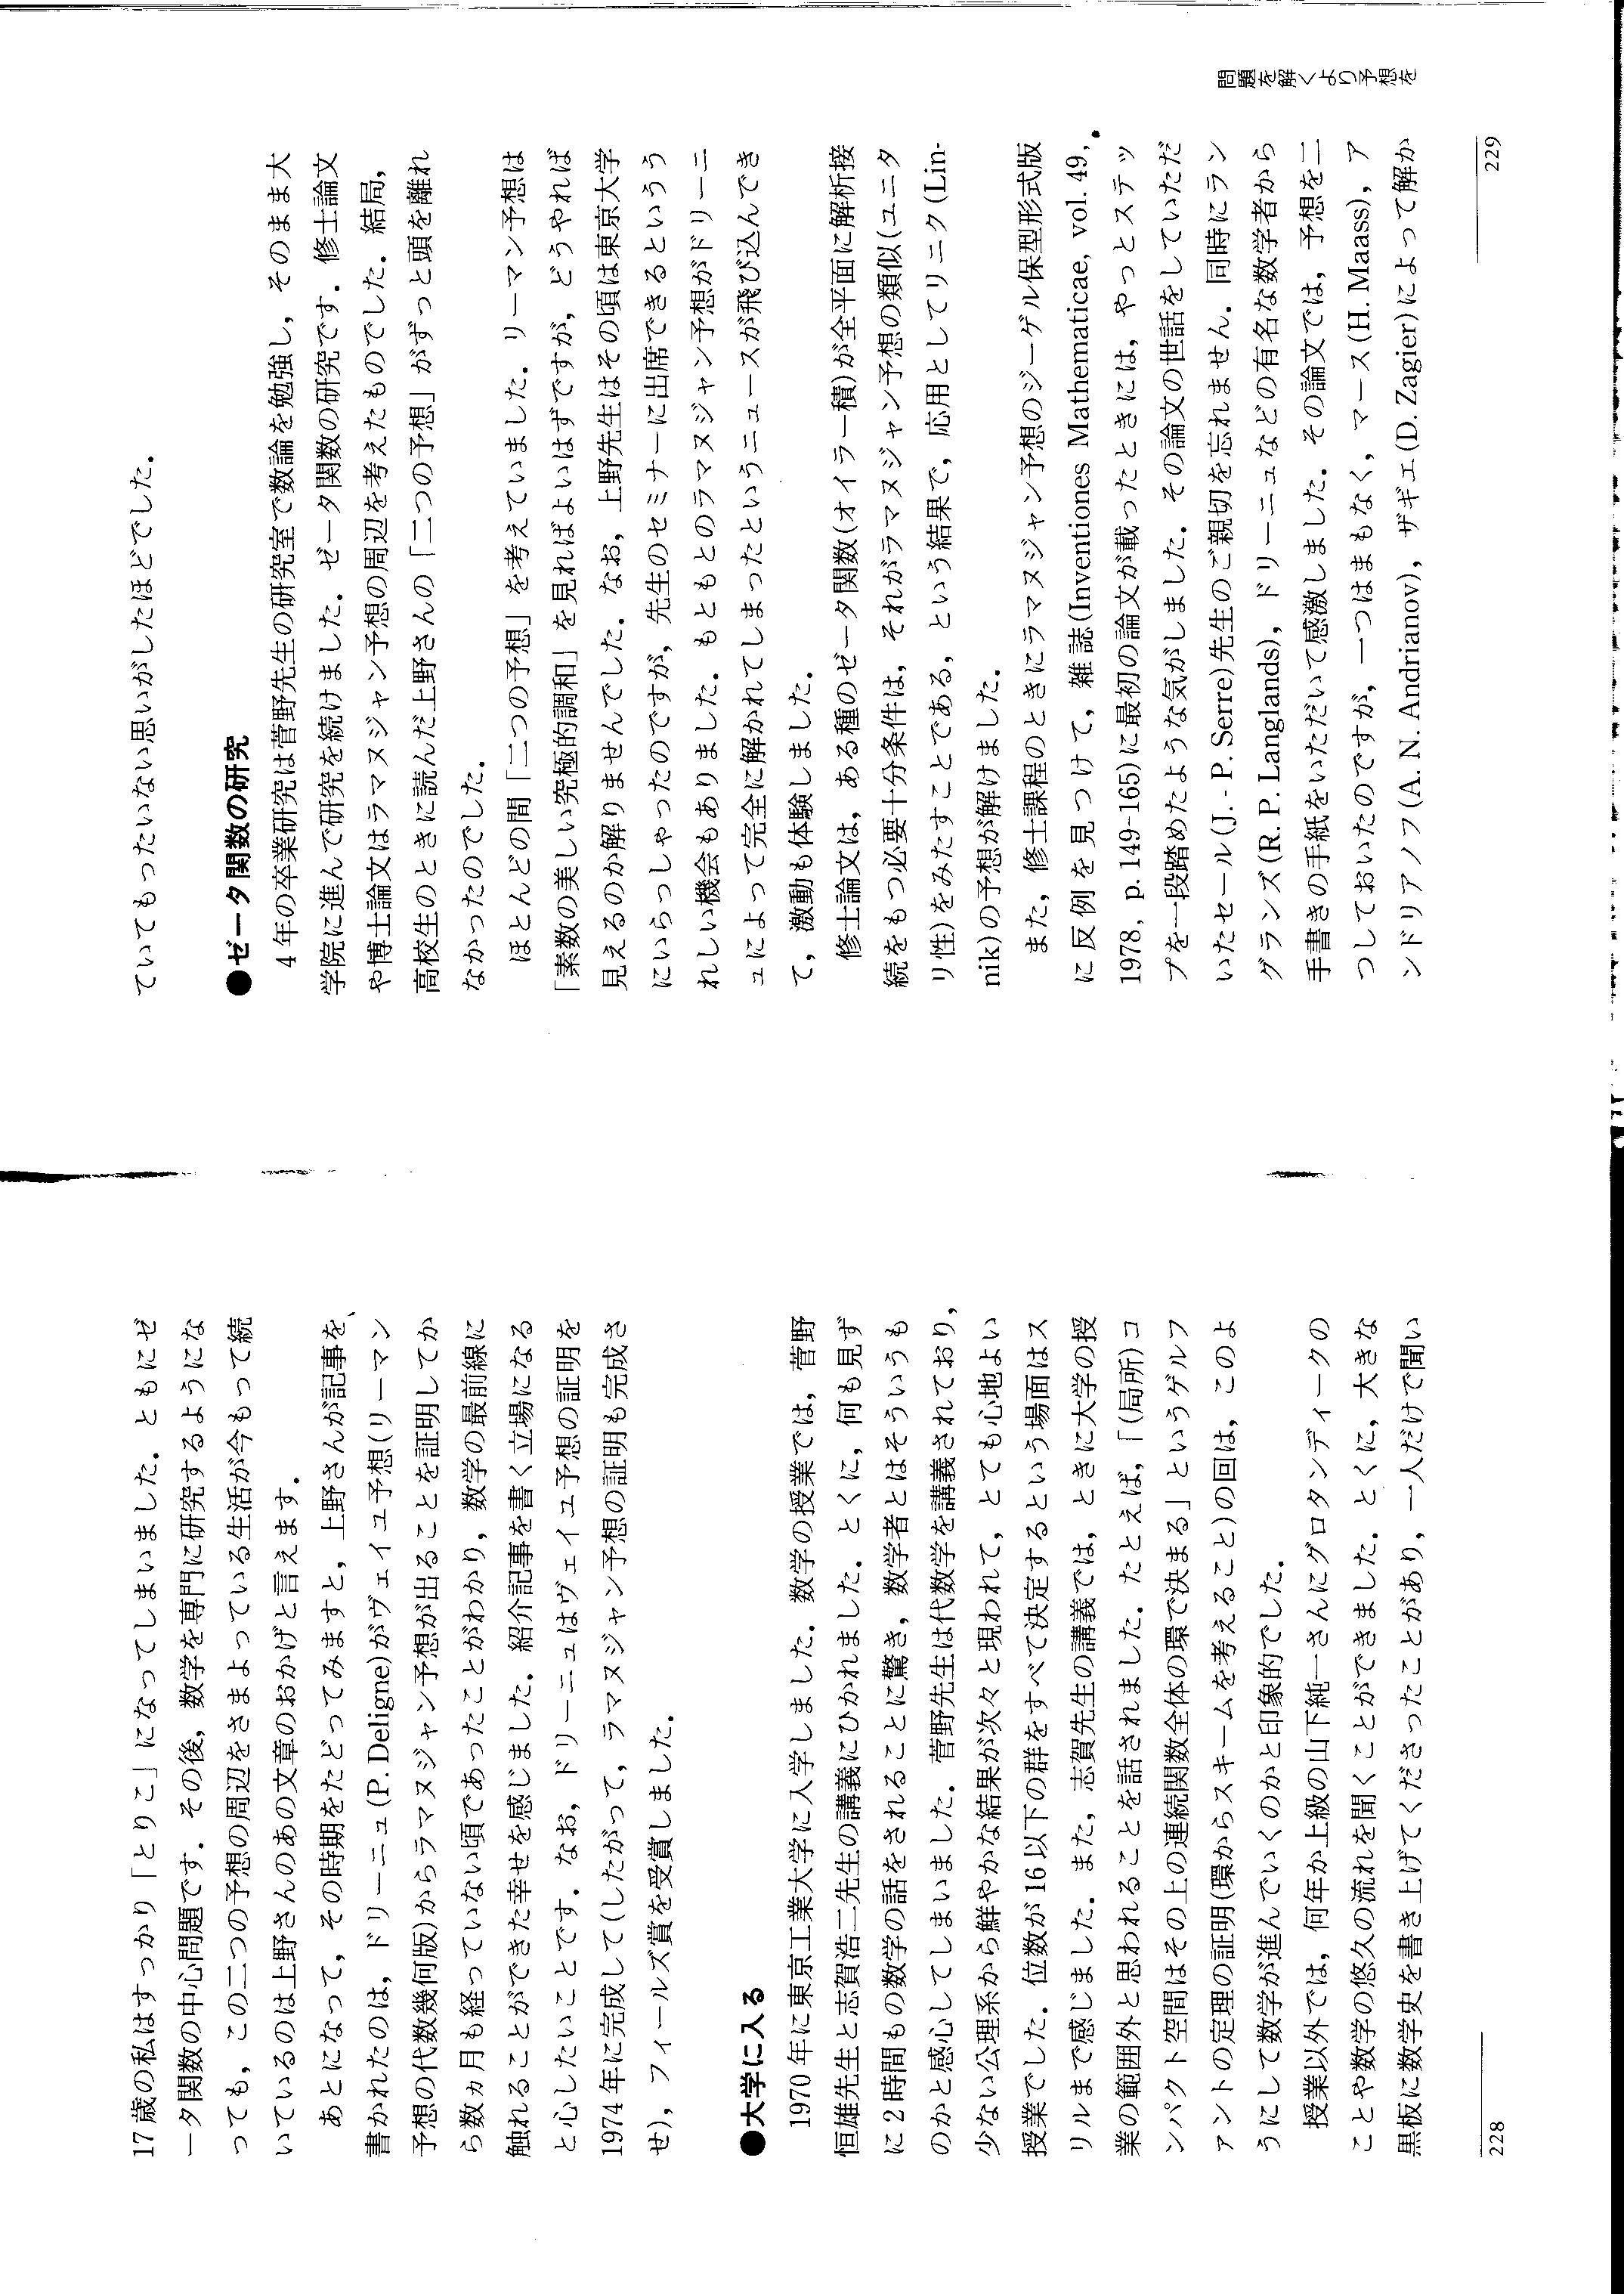 17歳の私はすっかり「とりこ」になってしまいました．ともにゼ
ータ関数の中心問題です．その後，数学を専門に研究するようにな
っても，この二つの予想の周辺をさまよっている生活が今もって続
いているのは上野さんのあの文章のおかげと言えます．
あとになって，その時期をたどってみますと，上野さんが記事を
書かれたのは，ドリーニュ(P. Deligne)がヴェイユ予想(リーマン
予想の代数幾何版)からラマヌジャン予想が出ることを証明してか
ら数ヵ月も経っていない頃であったことがわかり，数学の最前線に
触れることができた幸せを感じました．紹介記事を書く立場になる
と心したいことです．なお，ドリーニュはヴェイユ予想の証明を
1974年に完成して(したがって，ラマヌジャン予想の証明も完成さ
せ)，フィールズ賞を受賞しました．
●大学に入る
1970年に東京工業大学に入学しました．数学の授業では，菅野
恒雄先生と志賀浩二先生の講義にひかれました．とくに，何も見ず
に2時間もの数学の話をされることに驚き，数学者とはそういうも
のかと感心してしまいました．菅野先生は代数学を講義されており，
少ない公理系から鮮やかな結果が次々と現われて，とても心地よい
授業でした．位数が16以下の群をすべて決定するという場面はス
リルまで感じました．また，志賀先生の講義では，ときに大学の授
業の範囲外と思われることを話されました．たとえば，「(局所)コ
ンパクト空間はその上の連続関数全体の環で決まる」というゲルフ
ァントの定理の証明(環からスキームを考えること)の回は，このよ
うにして数学が進んでいくのかと印象的でした．
授業以外では，何年か上級の山下純一さんにグロタンディークの
ことや数学の悠久の流れを聞くことができました．とくに，大きな
黒板に数学史を書き上げてくださったことがあり，一人だけで聞い
228
ていてもったいない思いがしたほどでした．
●ゼータ関数の研究
4年の卒業研究は菅野先生の研究室で数論を勉強し，そのまま大
学院に進んで研究を続けました．ゼータ関数の研究です．修士論文
や博士論文はラマヌジャン予想の周辺を考えたものでした．結局，
高校生のときに読んだ上野さんの「二つの予想」がずっと頭を離れ
なかったのでした．
ほとんどの間「二つの予想」を考えていました．リーマン予想は
「素数の美しい究極的調和」を見ればよいはずですが，どうやれば
見えるのか解りませんでした．なお，上野先生はその頃は東京大学
にいらっしゃったのですが，先生のセミナーに出席できるというう
れしい機会もありました．もともとのラマヌジャン予想がドリーニ
ュによって完全に解かれてしまったというニュースが飛び込んでき
て，激動も体験しました．
修士論文は，ある種のゼータ関数(オイラー積)が全平面に解析接
続をもつ必要十分条件は，それがラマヌジャン予想の類似(ユニタ
リ性)をみたすことである，という結果で，応用としてリニク(Lin-
nik)の予想が解けました．
また，修士課程のときにラマヌジャン予想のジーゲル保型形式版
に反例を見つけて，雑誌(Inventiones Mathematicae, vol. 49,
1978, p. 149-165)に最初の論文が載ったときには，やっとステッ
プを一段踏めたような気がしました．その論文の世話をしていただ
いたセール(J. - P. Serre)先生のご親切を忘れません．同時にラン
グランズ(R. P. Langlands)，ドリーニュなどの有名な数学者から
手書きの手紙をいただいて感激しました．その論文では，予想を二
つしておいたのですが，一つはまもなく，マース(H. Maass)，ア
ンドリアノフ(A. N. Andrianov)，ザギエ(D. Zagier)によって解か
問題を解くより予想を
229